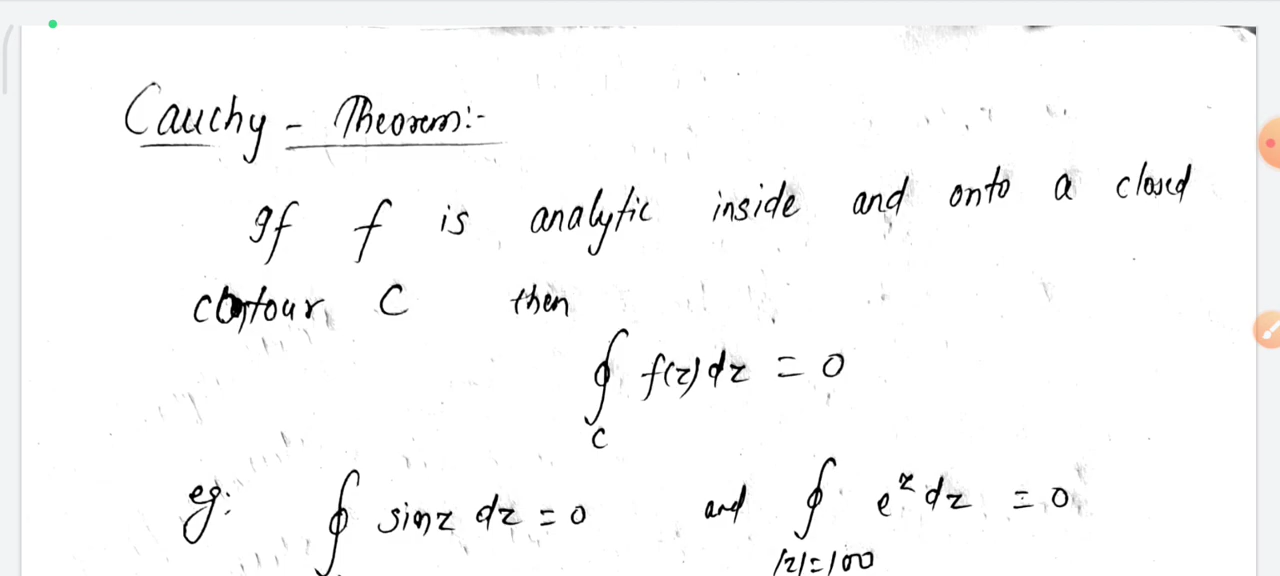 Cauchy - Theorem:-
If f is analytic inside and onto a closed
contour C then
∮ f(z) dz = 0
C
eg: ∮ sinz dz = 0 and ∮ e^z dz = 0
|z|=100